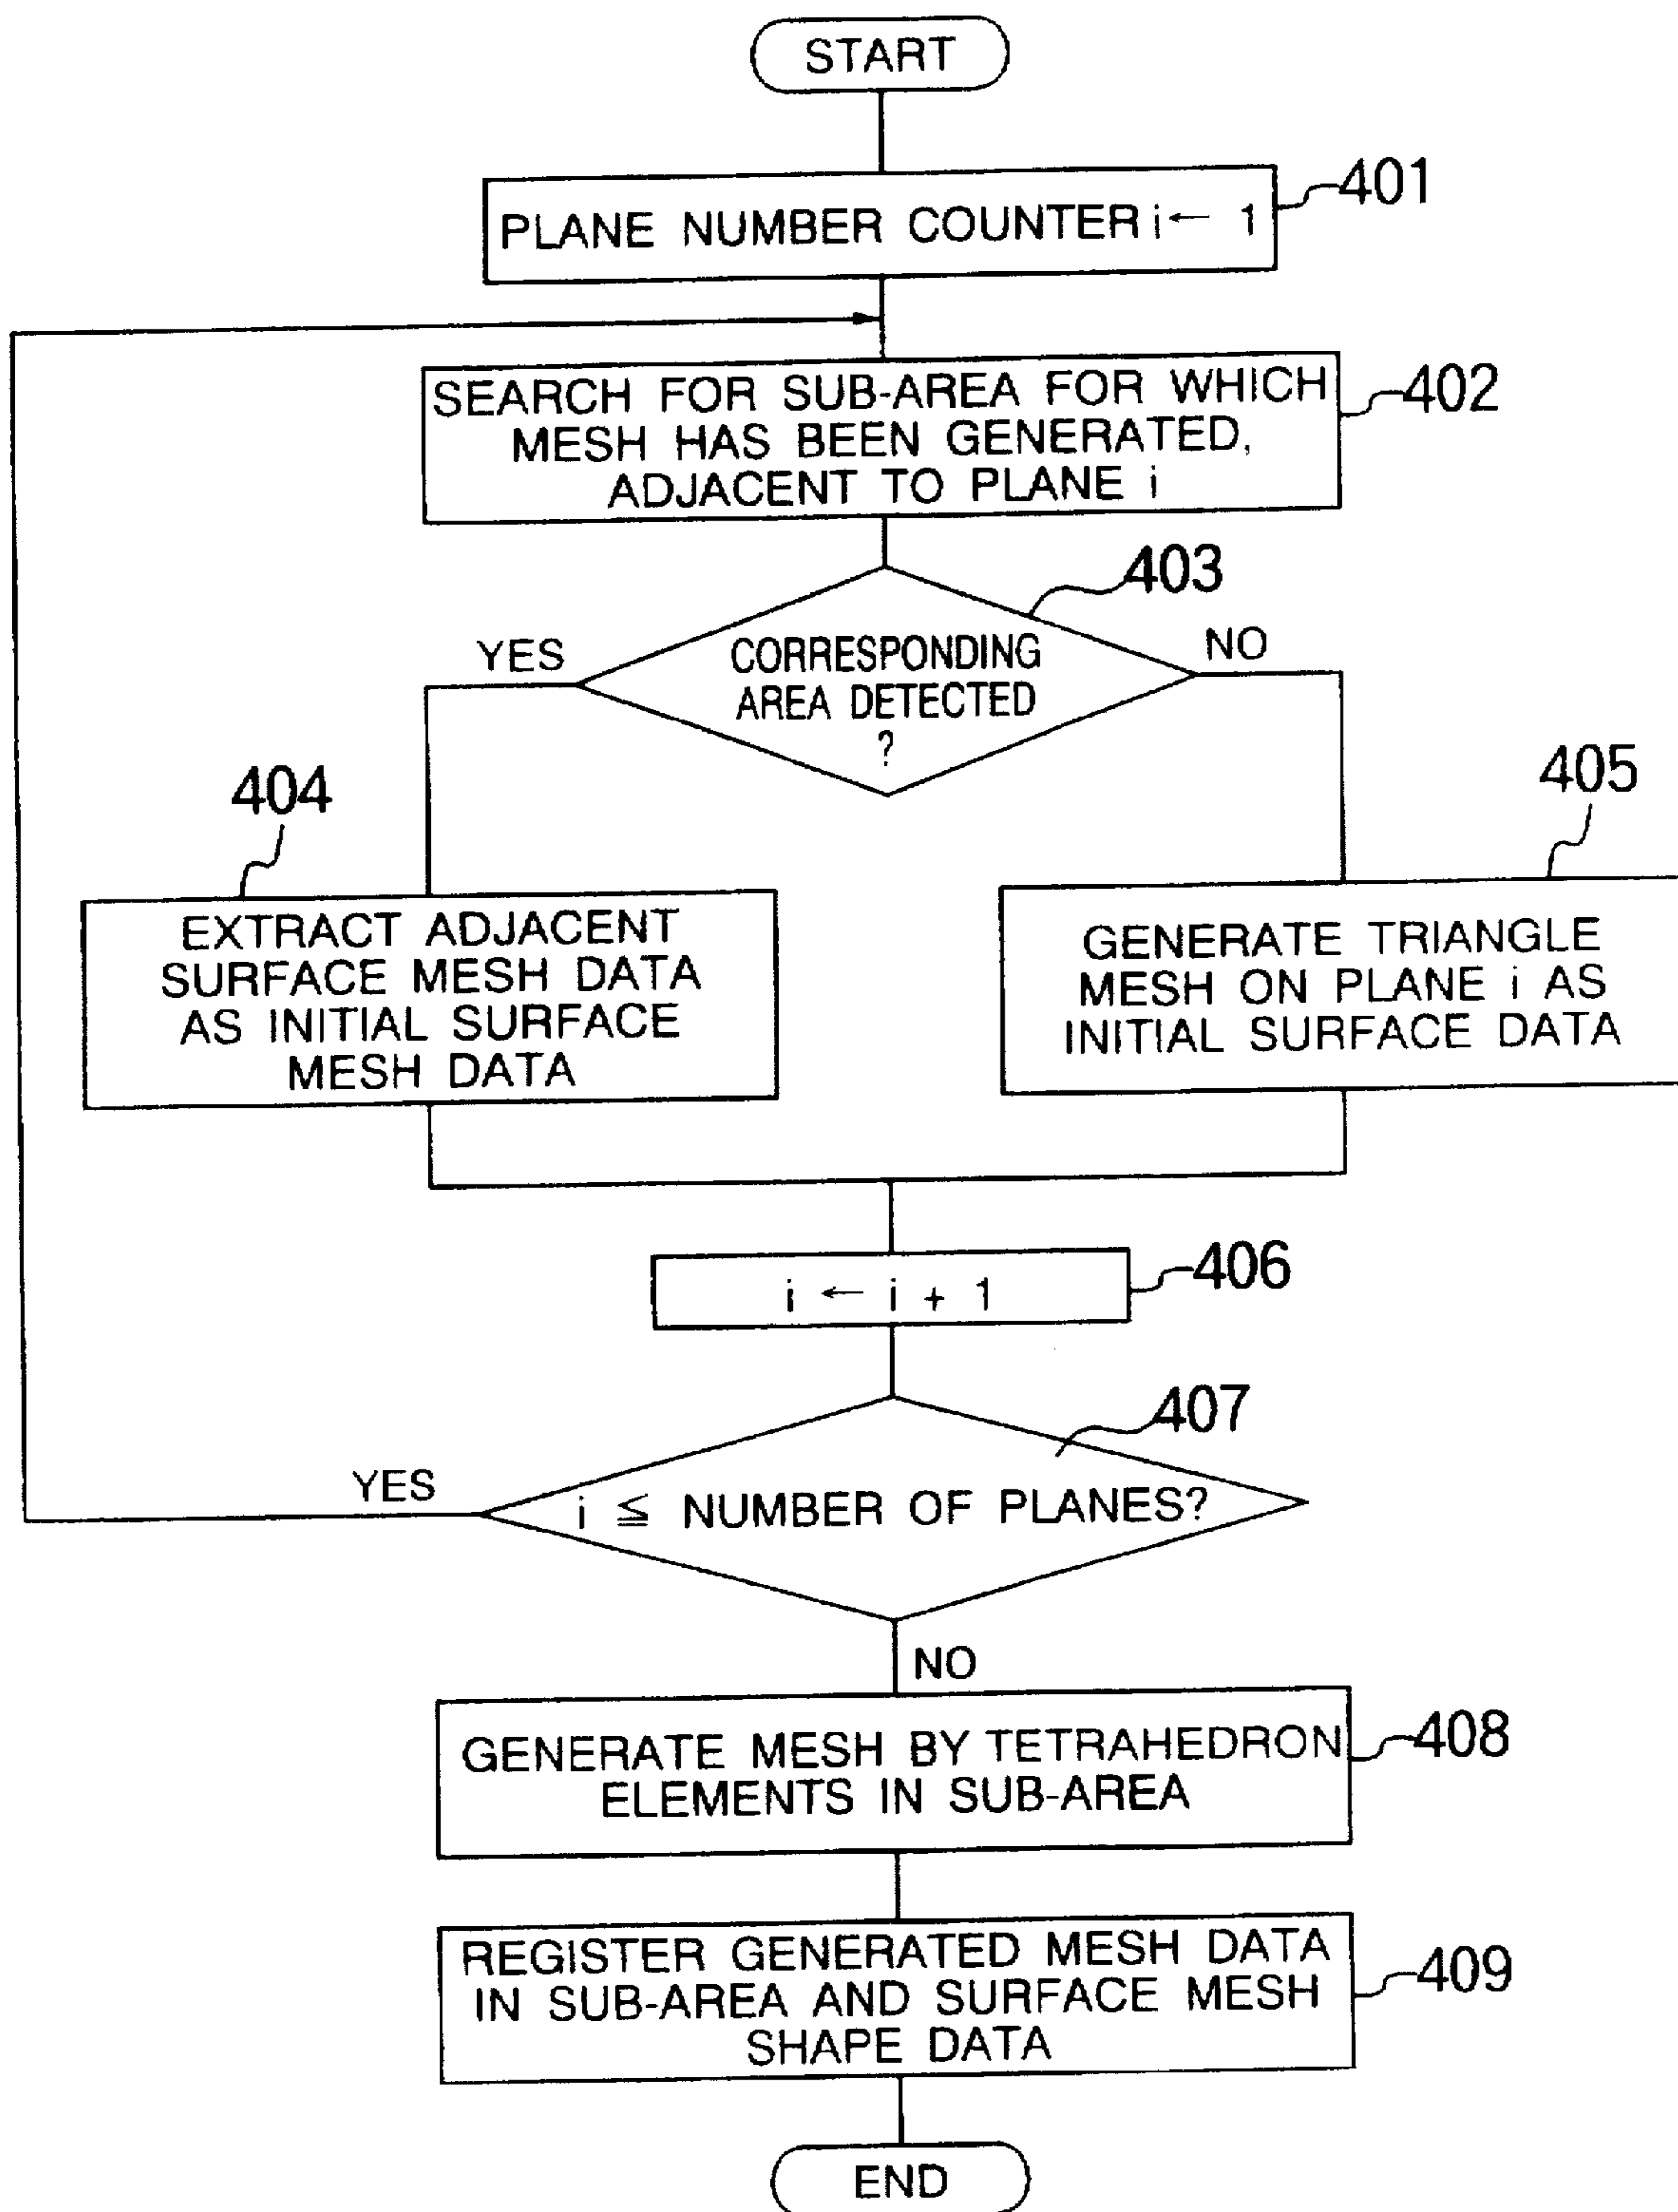 START
PLANE NUMBER COUNTER i ← 1
401
SEARCH FOR SUB-AREA FOR WHICH
MESH HAS BEEN GENERATED,
ADJACENT TO PLANE i
402
403
YES
CORRESPONDING
AREA DETECTED
?
NO
404
405
EXTRACT ADJACENT
SURFACE MESH DATA
AS INITIAL SURFACE
MESH DATA
GENERATE TRIANGLE
MESH ON PLANE i AS
INITIAL SURFACE DATA
i ← i + 1
406
407
YES
i ≦ NUMBER OF PLANES?
NO
GENERATE MESH BY TETRAHEDRON
ELEMENTS IN SUB-AREA
408
REGISTER GENERATED MESH DATA
IN SUB-AREA AND SURFACE MESH
SHAPE DATA
409
END